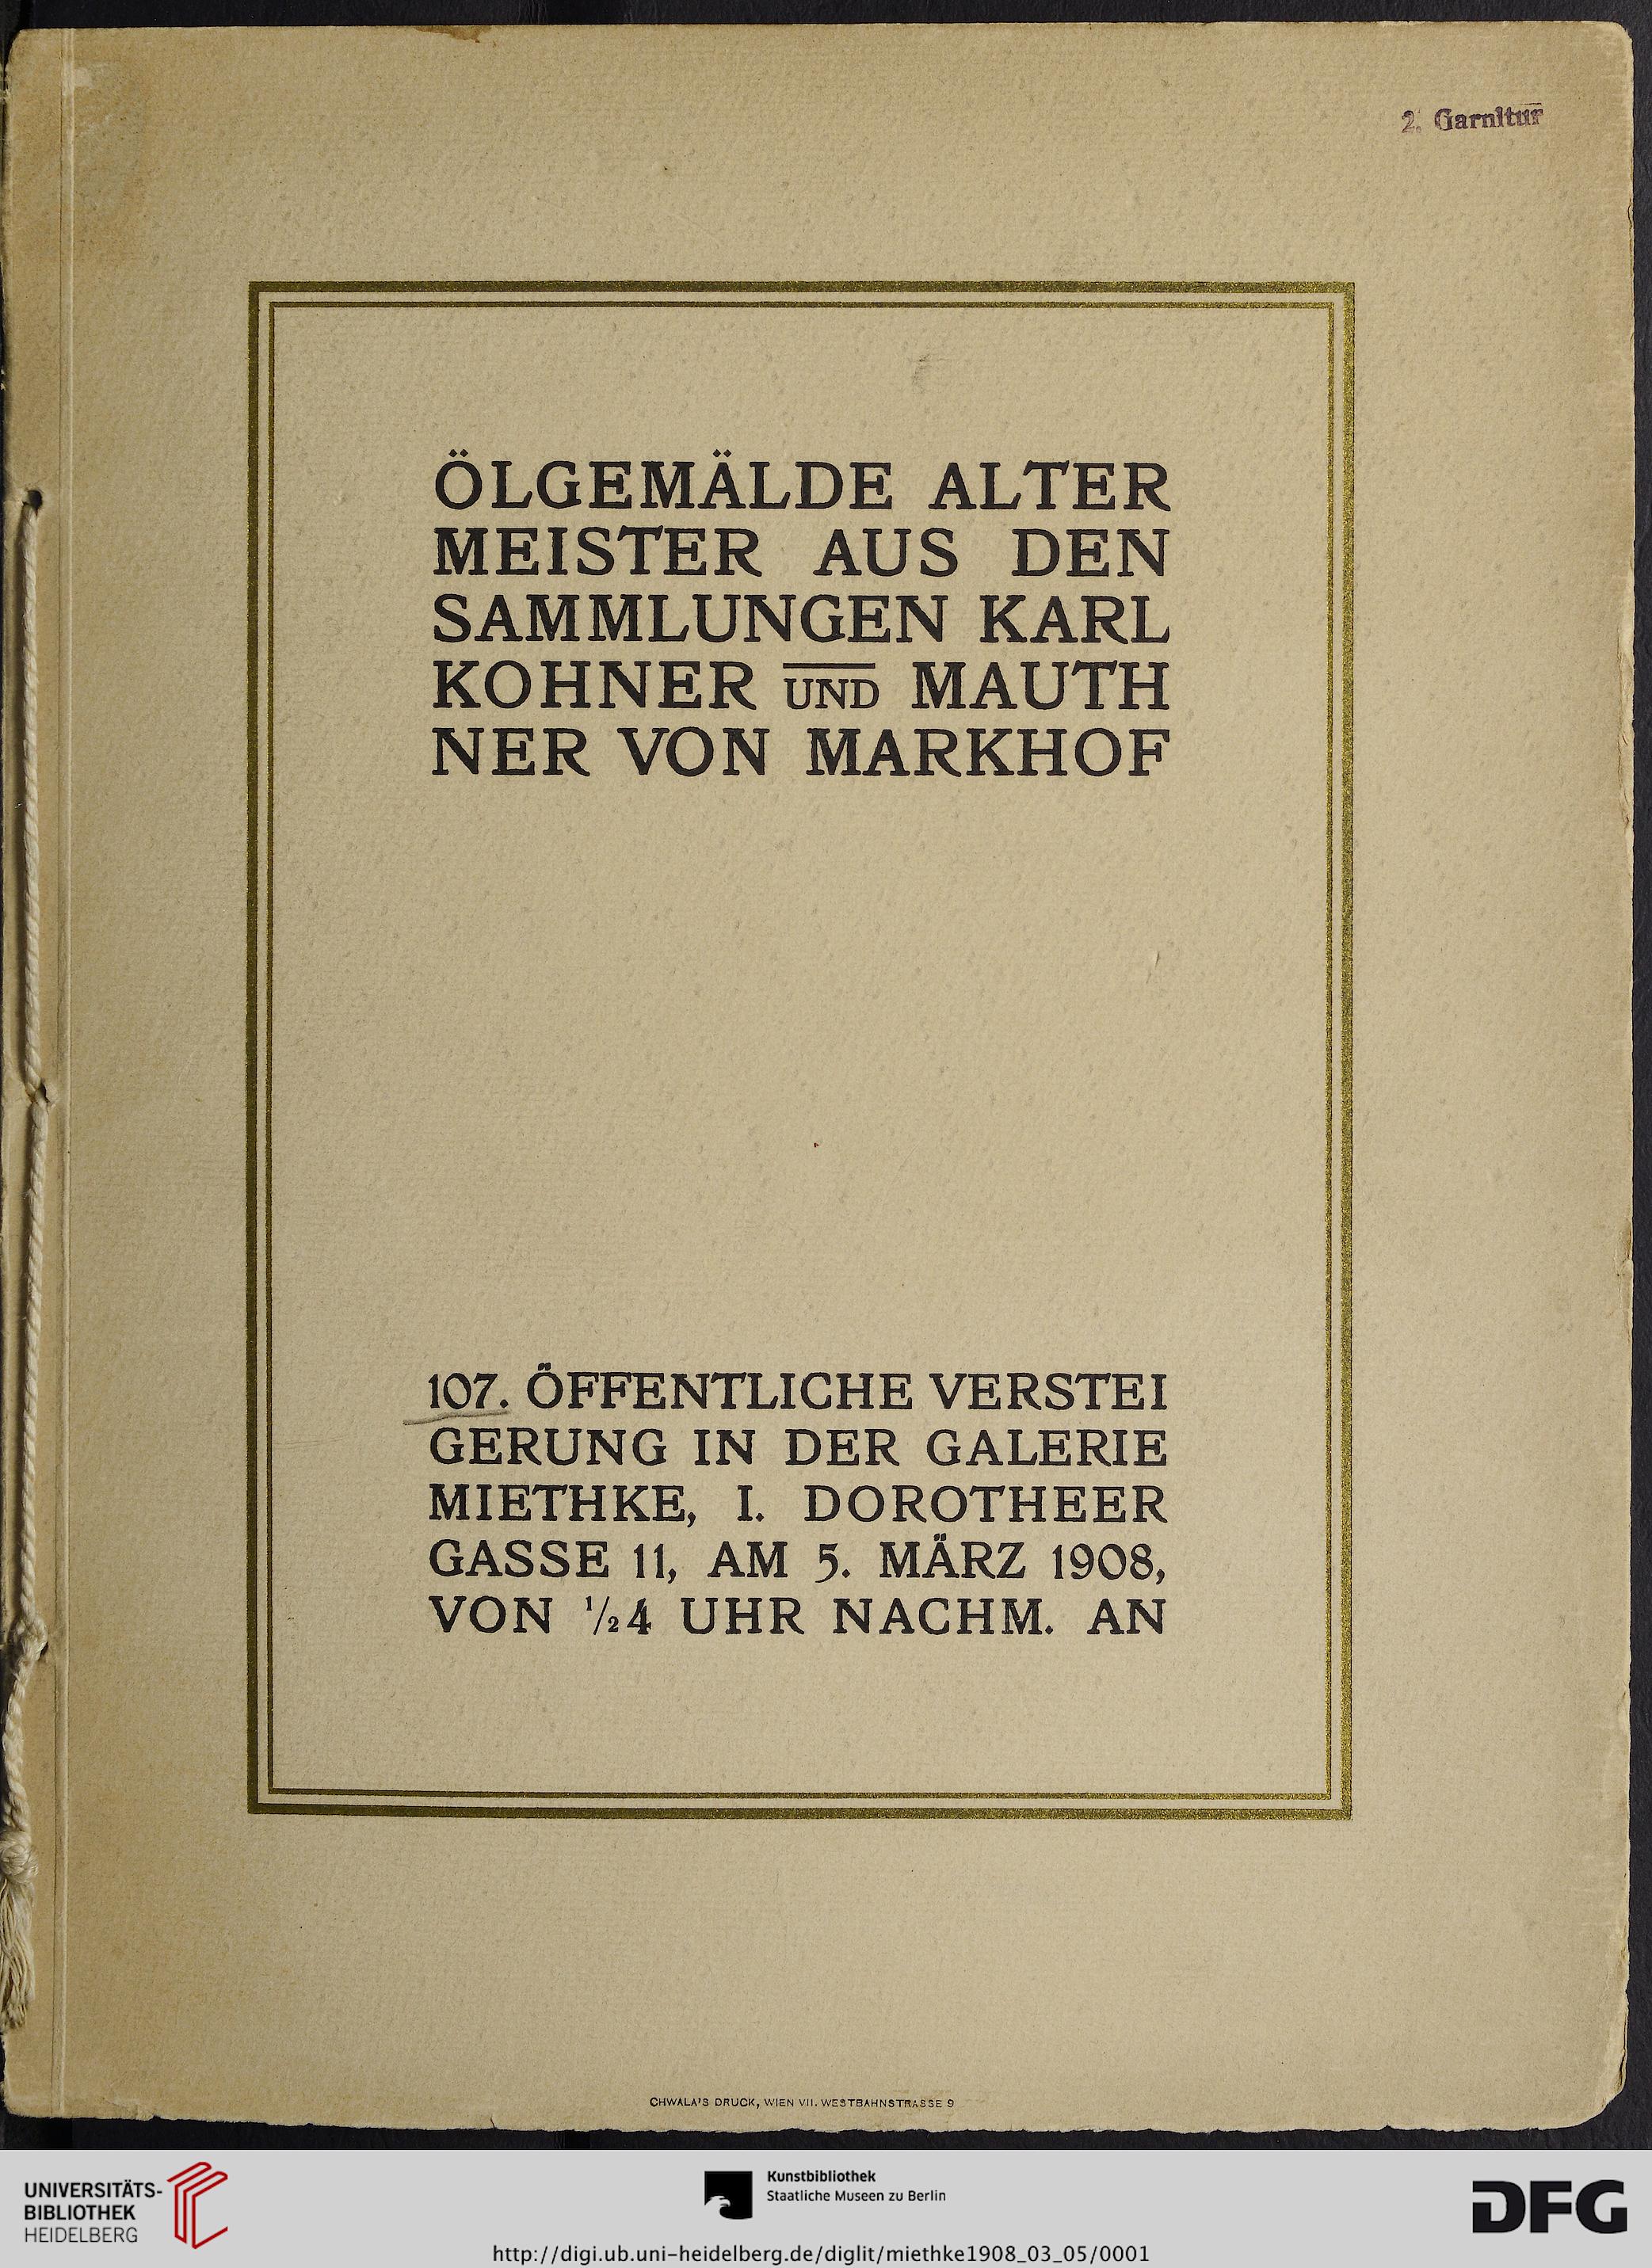 2. Garnitur
ÖLGEMÄLDE ALTER
MEISTER AUS DEN
SAMMLUNGEN KARL
KOHNER UND MAUTH
NER VON MARKHOF
107. ÖFFENTLICHE VERSTEI
GERUNG IN DER GALERIE
MIETHKE, I. DOROTHEER
GASSE 11, AM 5. MÄRZ 1908,
VON ½4 UHR NACHM. AN
CHWALA'S DRUCK, WIEN VII. WESTBAHNSTRASSE 9
UNIVERSITÄTS-
BIBLIOTHEK
HEIDELBERG
Kunstbibliothek
Staatliche Museen zu Berlin
DFG
http://digi.ub.uni-heidelberg.de/diglit/miethke1908_03_05/0001